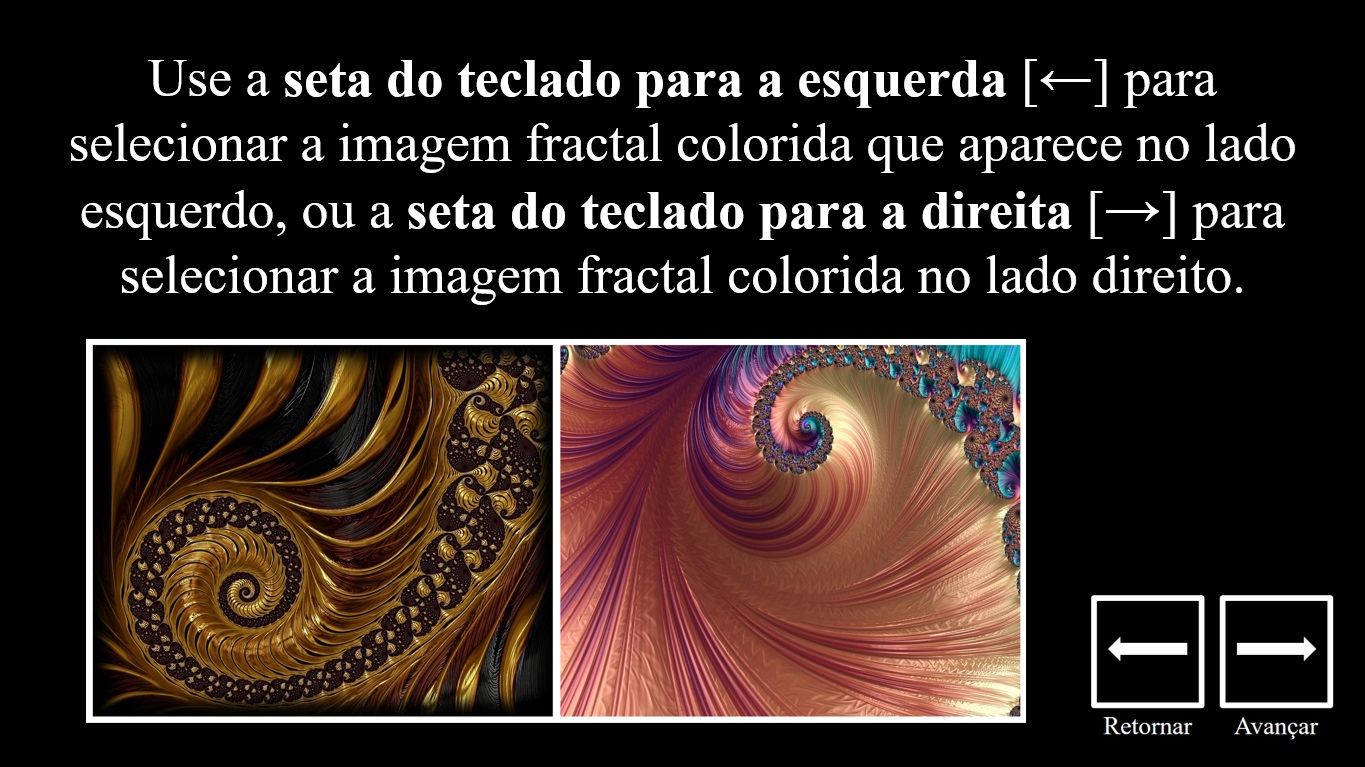 Use a seta do teclado para a esquerda [←] para
selecionar a imagem fractal colorida que aparece no lado
esquerdo, ou a seta do teclado para a direita [→] para
selecionar a imagem fractal colorida no lado direito.
Retornar
Avançar